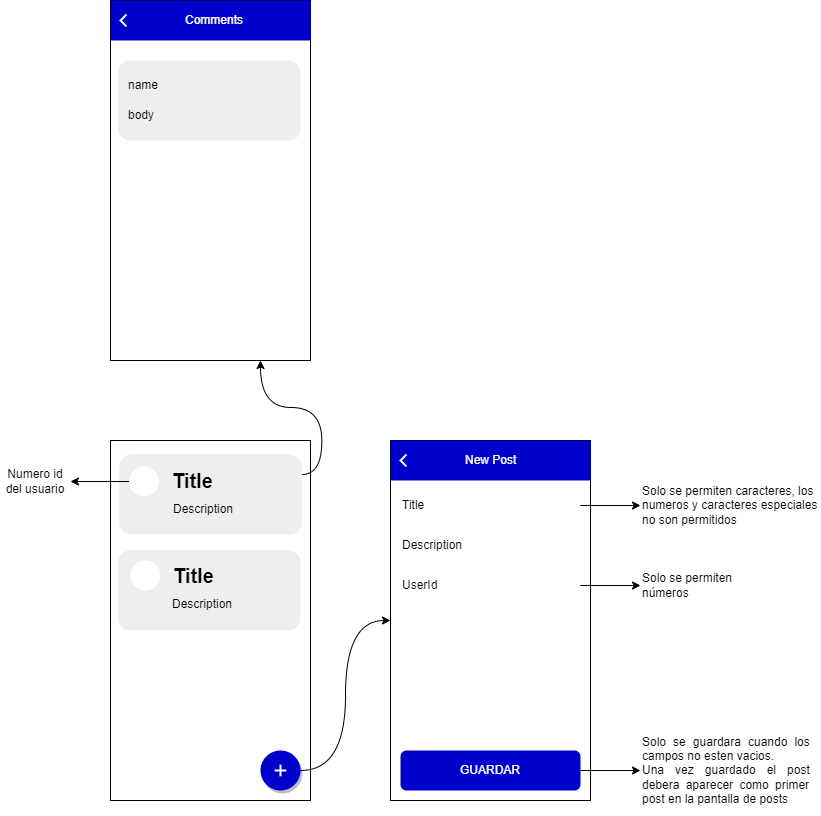 Comments
name
body
Numero id
del usuario
Title
Description
Title
Description
New Post
Title
Description
UserId
GUARDAR
Solo se permiten caracteres, los
numeros y caracteres especiales
no son permitidos
Solo se permiten
números
Solo se guardara cuando los
campos no esten vacios.
Una vez guardado el post
debera aparecer como primer
post en la pantalla de posts